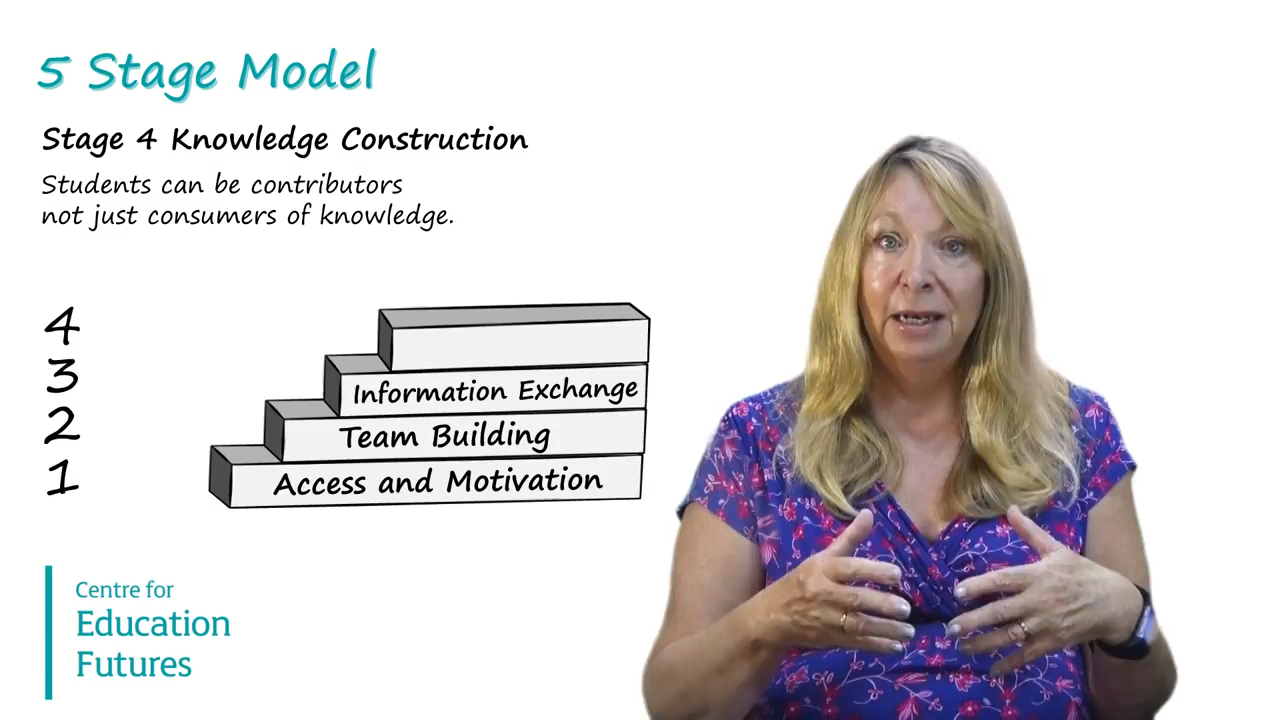 5 Stage Model
Stage 4 Knowledge Construction
Students can be contributors
not just consumers of knowledge.
4
3
Information Exchange
2
Team Building
1
Access and Motivation
Centre for
Education
Futures